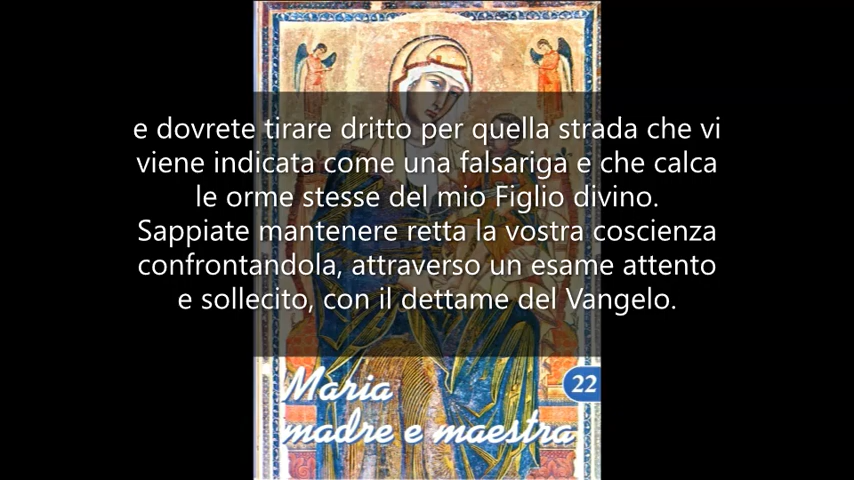 e dovrete tirare dritto per quella strada che vi
viene indicata come una falsariga e che calca
le orme stesse del mio Figlio divino.
Sappiate mantenere retta la vostra coscienza
confrontandola, attraverso un esame attento
e sollecito, con il dettame del Vangelo.
Maria
22
madre e maestra